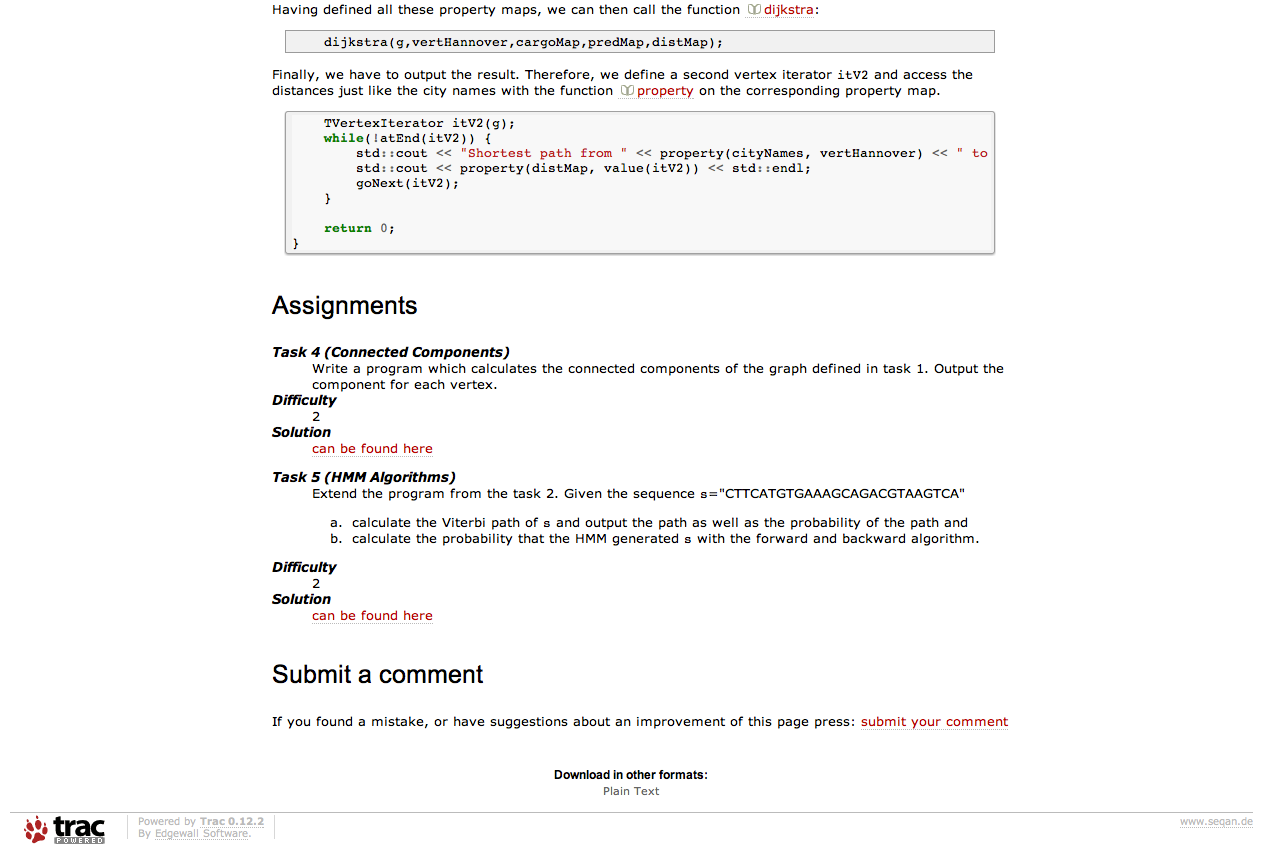 Having defined all these property maps, we can then call the function dijkstra:
dijkstra(g,vertHannover,cargoMap,predMap,distMap);
Finally, we have to output the result. Therefore, we define a second vertex iterator itV2 and access the
distances just like the city names with the function property on the corresponding property map.
TVertexIterator itV2(g);
while(!atEnd(itV2)) {
std::cout << "Shortest path from " << property(cityNames, vertHannover) << " to
std::cout << property(distMap, value(itV2)) << std::endl;
goNext(itV2);
}
return 0;
}
Assignments
Task 4 (Connected Components)
Write a program which calculates the connected components of the graph defined in task 1. Output the
component for each vertex.
Difficulty
2
Solution
can be found here
Task 5 (HMM Algorithms)
Extend the program from the task 2. Given the sequence s="CTTCATGTGAAAGCAGACGTAAGTCA"
a. calculate the Viterbi path of s and output the path as well as the probability of the path and
b. calculate the probability that the HMM generated s with the forward and backward algorithm.
Difficulty
2
Solution
can be found here
Submit a comment
If you found a mistake, or have suggestions about an improvement of this page press: submit your comment
Download in other formats:
Plain Text
trac
POWERED
Powered by Trac 0.12.2
By Edgewall Software.
www.seqan.de